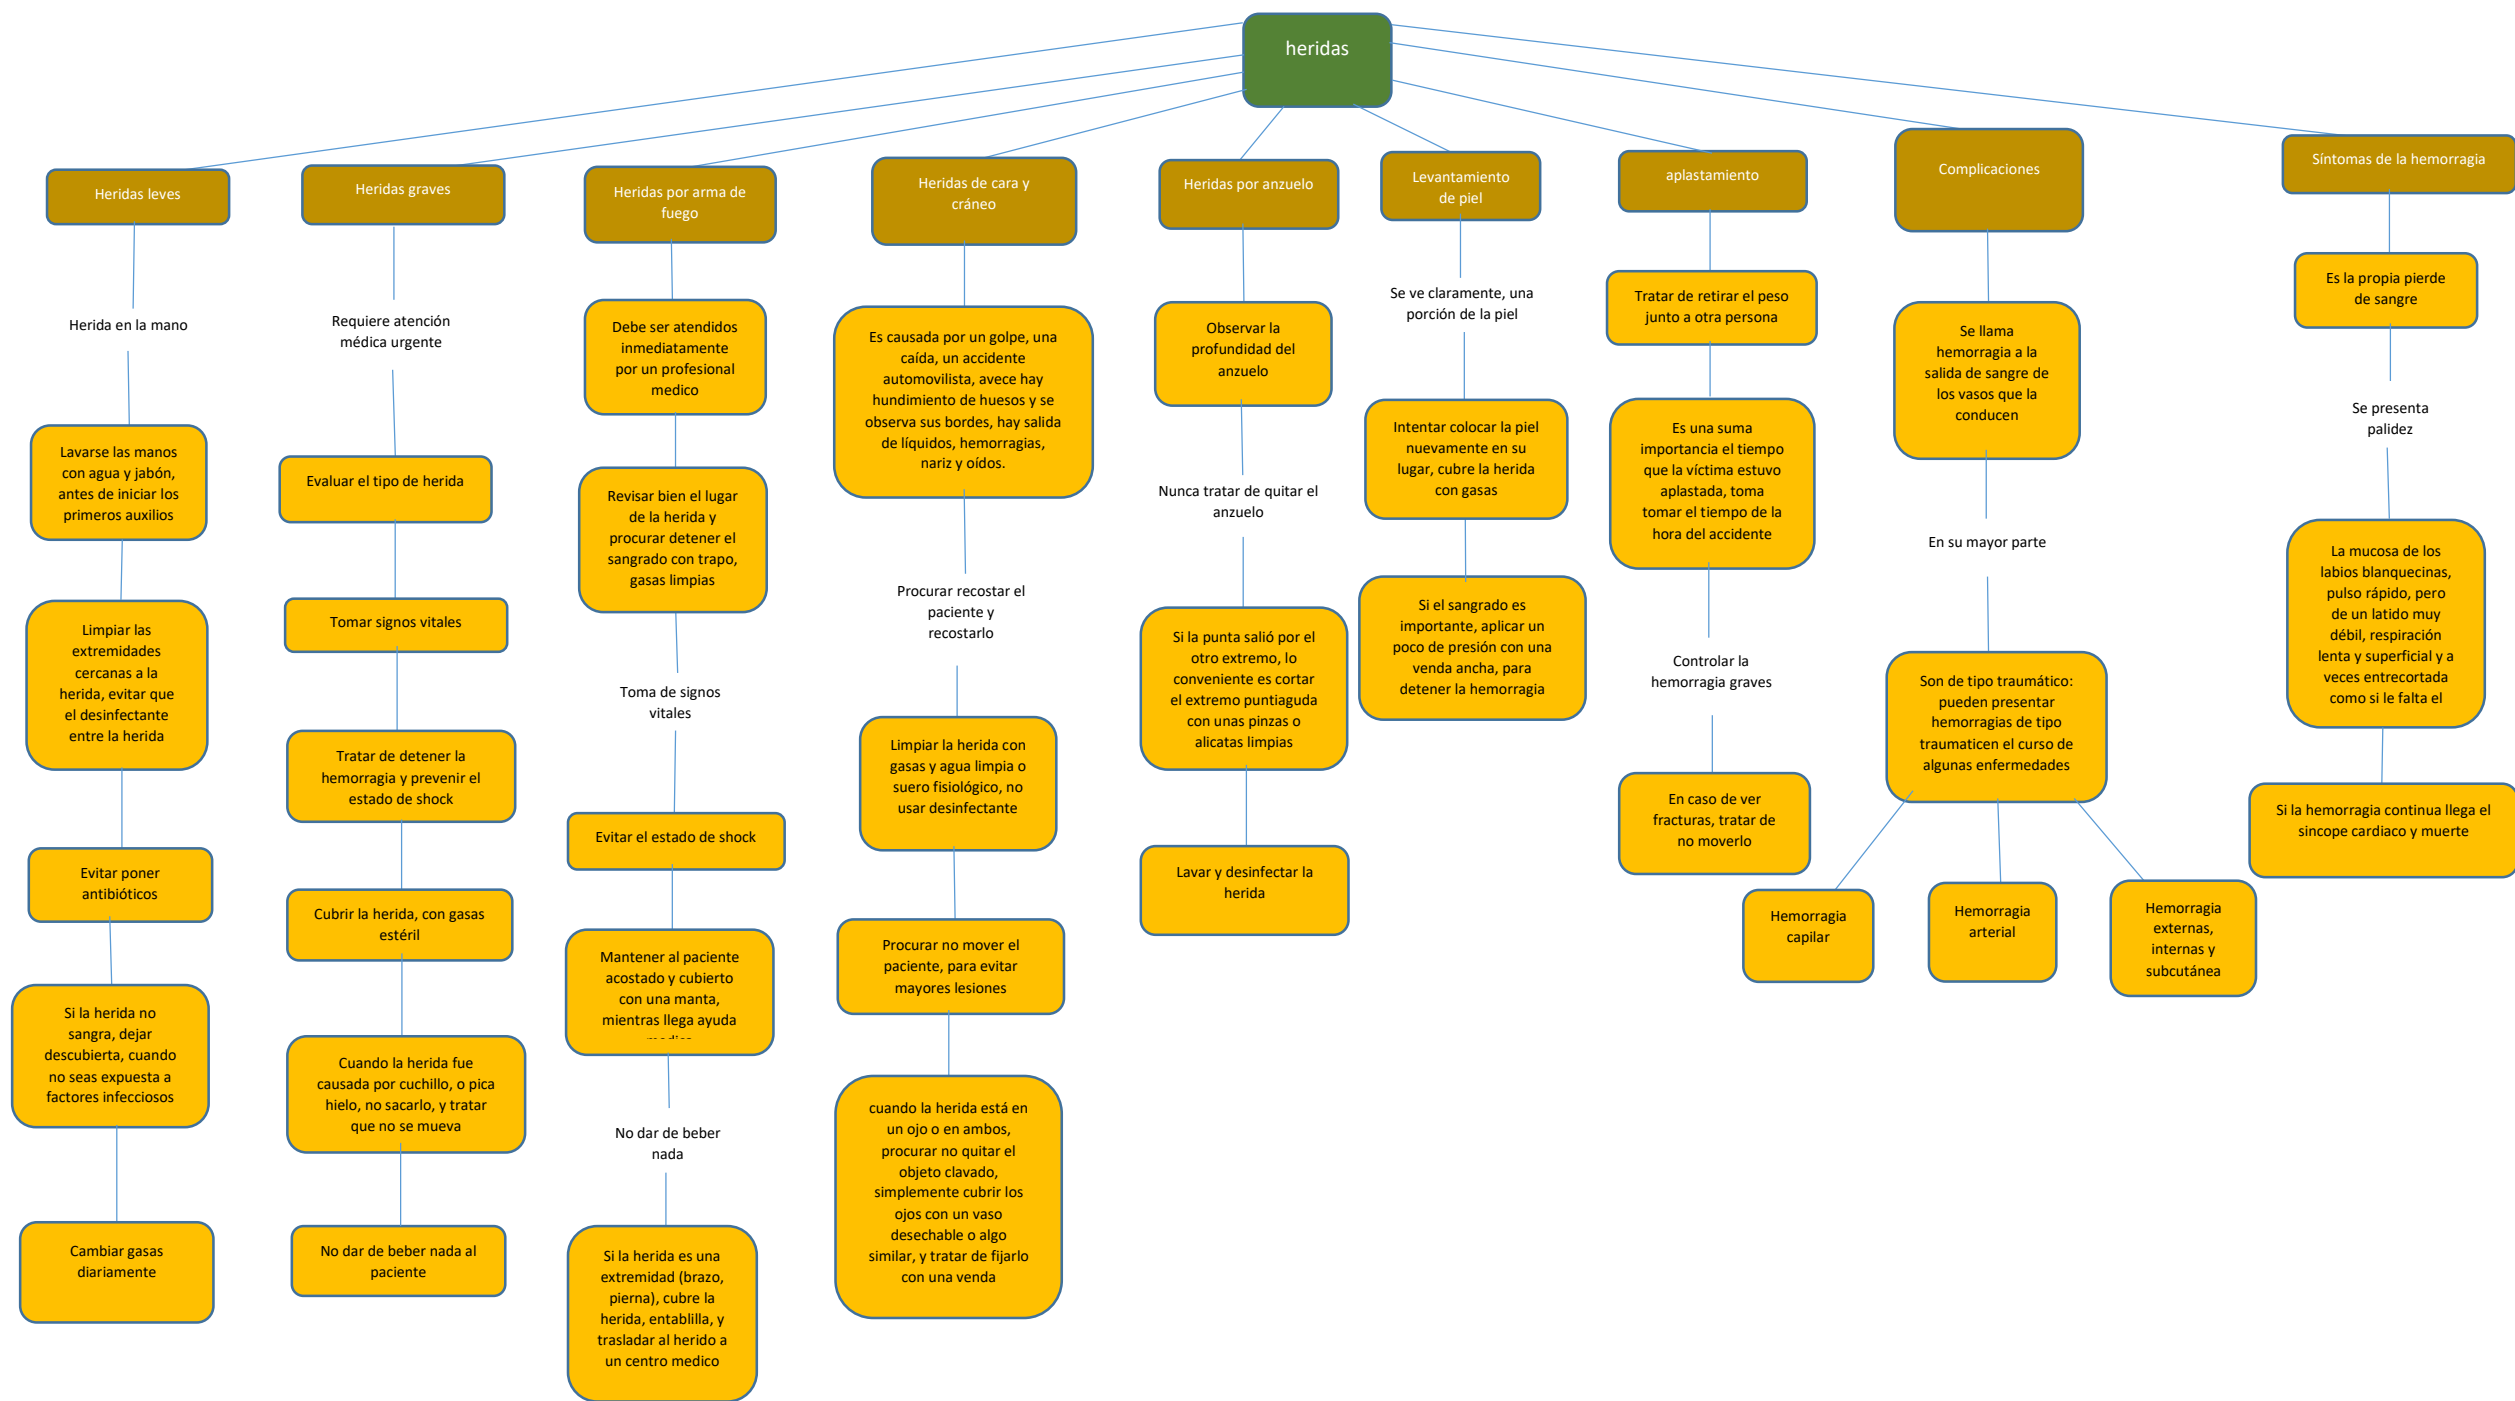 heridas
Heridas leves
Herida en la mano
Lavarse las manos
con agua y jabón,
antes de iniciar los
primeros auxilios
Limpiar las
extremidades
cercanas a la
herida, evitar que
el desinfectante
entre la herida
Evitar poner
antibióticos
Si la herida no
sangra, dejar
descubierta, cuando
no seas expuesta a
factores infecciosos
Cambiar gasas
diariamente
Heridas graves
Requiere atención
médica urgente
Evaluar el tipo de herida
Tomar signos vitales
Tratar de detener la
hemorragia y prevenir el
estado de shock
Cubrir la herida, con gasas
estéril
Cuando la herida fue
causada por cuchillo, o pica
hielo, no sacarlo, y tratar
que no se mueva
No dar de beber nada al
paciente
Heridas por arma de
fuego
Debe ser atendidos
inmediatamente
por un profesional
medico
Revisar bien el lugar
de la herida y
procurar detener el
sangrado con trapo,
gasas limpias
Toma de signos
vitales
Evitar el estado de shock
Mantener al paciente
acostado y cubierto
con una manta,
mientras llega ayuda
No dar de beber
nada
Si la herida es una
extremidad (brazo,
pierna), cubre la
herida, entablilla, y
trasladar al herido a
un centro medico
Heridas de cara y
cráneo
Es causada por un golpe, una
caída, un accidente
automovilista, avece hay
hundimiento de huesos y se
observa sus bordes, hay salida
de líquidos, hemorragias,
nariz y oídos.
Procurar recostar el
paciente y
recostarlo
Limpiar la herida con
gasas y agua limpia o
suero fisiológico, no
usar desinfectante
Procurar no mover el
paciente, para evitar
mayores lesiones
cuando la herida está en
un ojo o en ambos,
procurar no quitar el
objeto clavado,
simplemente cubrir los
ojos con un vaso
desechable o algo
similar, y tratar de fijarlo
con una venda
Heridas por anzuelo
Observar la
profundidad del
anzuelo
Nunca tratar de quitar el
anzuelo
Si la punta salió por el
otro extremo, lo
conveniente es cortar
el extremo puntiaguda
con unas pinzas o
alicatas limpias
Lavar y desinfectar la
herida
Levantamiento
de piel
Se ve claramente, una
porción de la piel
Intentar colocar la piel
nuevamente en su
lugar, cubre la herida
con gasas
Si el sangrado es
importante, aplicar un
poco de presión con una
venda ancha, para
detener la hemorragia
aplastamiento
Tratar de retirar el peso
junto a otra persona
Es una suma
importancia el tiempo
que la víctima estuvo
aplastada, toma
tomar el tiempo de la
hora del accidente
Controlar la
hemorragia graves
En caso de ver
fracturas, tratar de
no moverlo
Complicaciones
Se llama
hemorragia a la
salida de sangre de
los vasos que la
conducen
En su mayor parte
Son de tipo traumático:
pueden presentar
hemorragias de tipo
traumaticen el curso de
algunas enfermedades
Hemorragia
capilar
Hemorragia
arterial
Hemorragia
externas,
internas y
subcutánea
Síntomas de la hemorragia
Es la propia pierde
de sangre
Se presenta
palidez
La mucosa de los
labios blanquecinas,
pulso rápido, pero
de un latido muy
débil, respiración
lenta y superficial y a
veces entrecortada
como si le falta el
Si la hemorragia continua llega el
sincope cardiaco y muerte